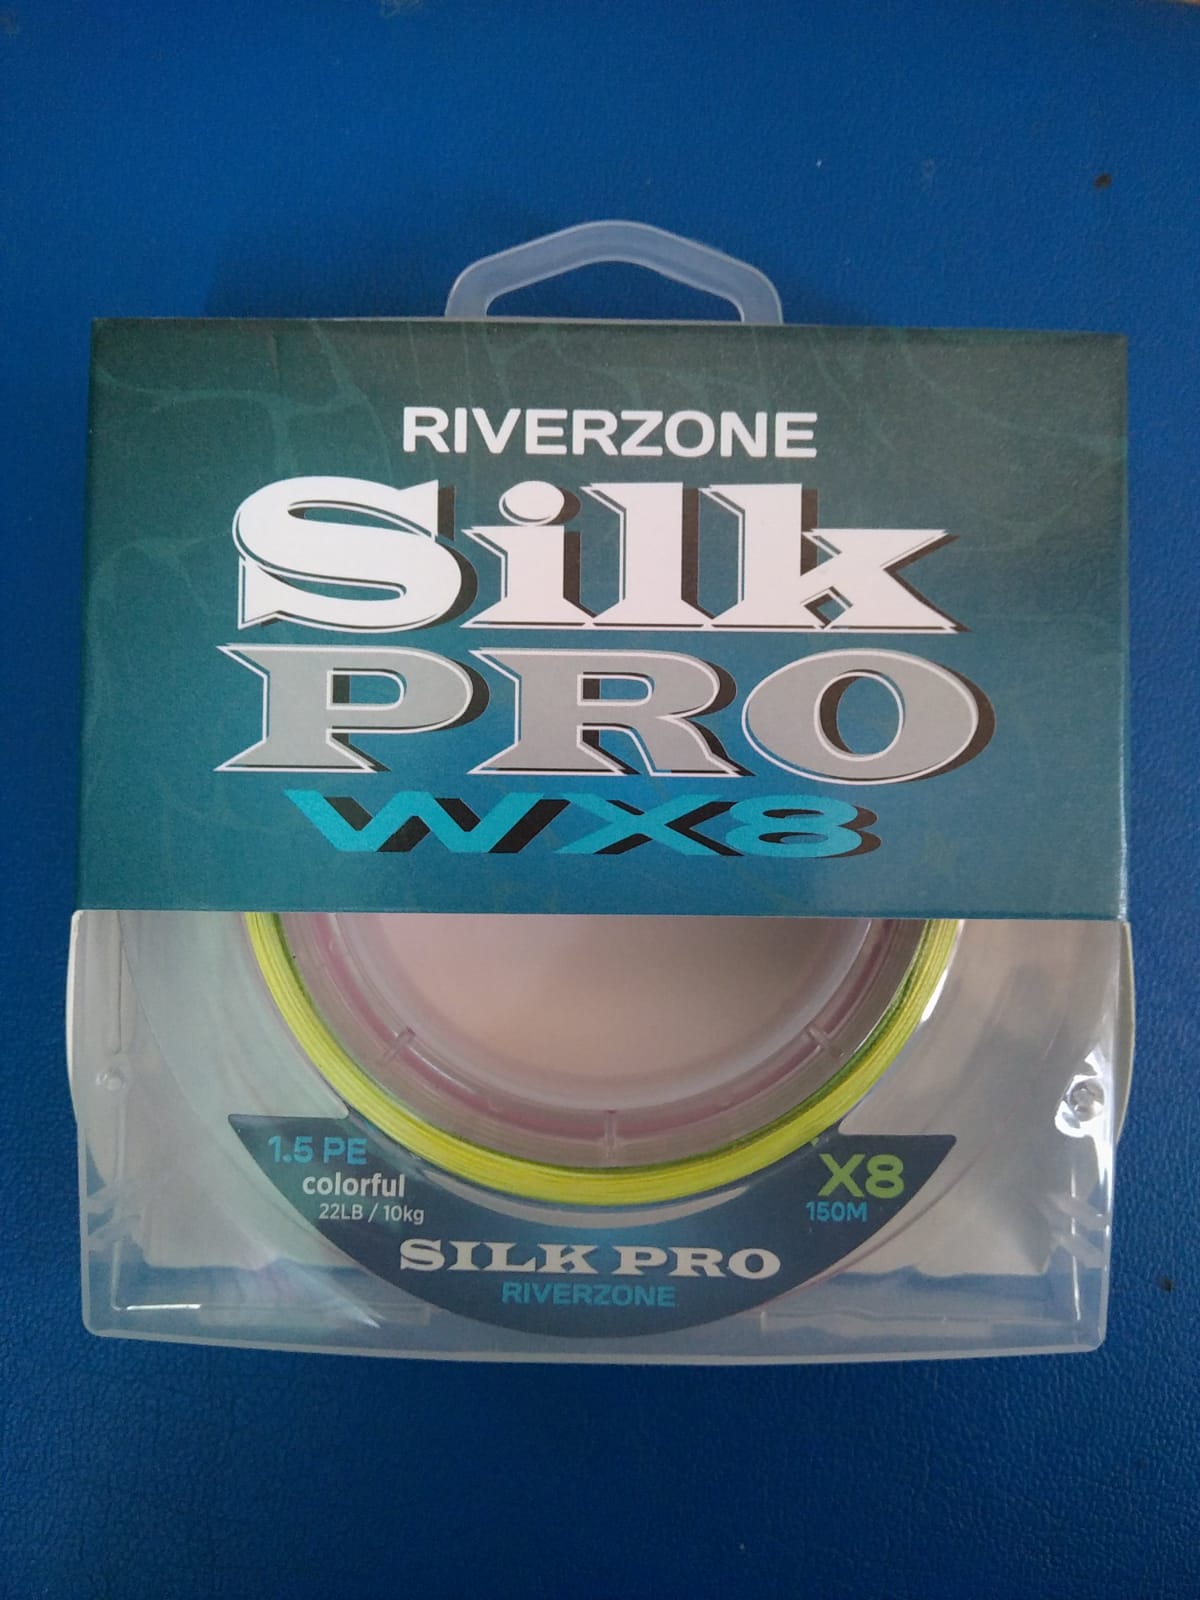 RIVERZONE
Silk
PRO
WX8
1.5 PE
colorful
22LB / 10kg
X8
150M
SILK PRO
RIVERZONE